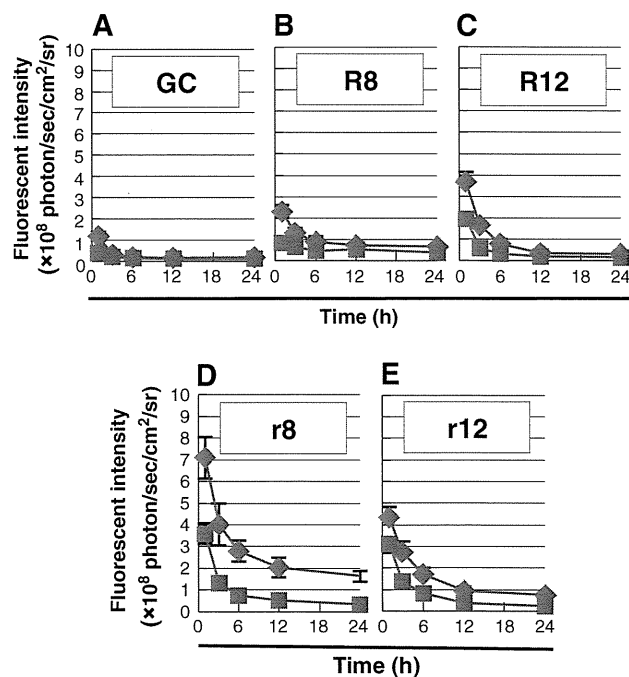 A
B
C
GC
R8
R12
Fluorescent intensity
(×10⁸ photon/sec/cm²/sr)
10
9
8
7
6
5
4
3
2
1
0
0 6 12 18 24
0 6 12 18 24
0 6 12 18 24
Time (h)
D
E
r8
r12
Fluorescent intensity
(×10⁸ photon/sec/cm²/sr)
10
9
8
7
6
5
4
3
2
1
0
0 6 12 18 24
0 6 12 18 24
Time (h)